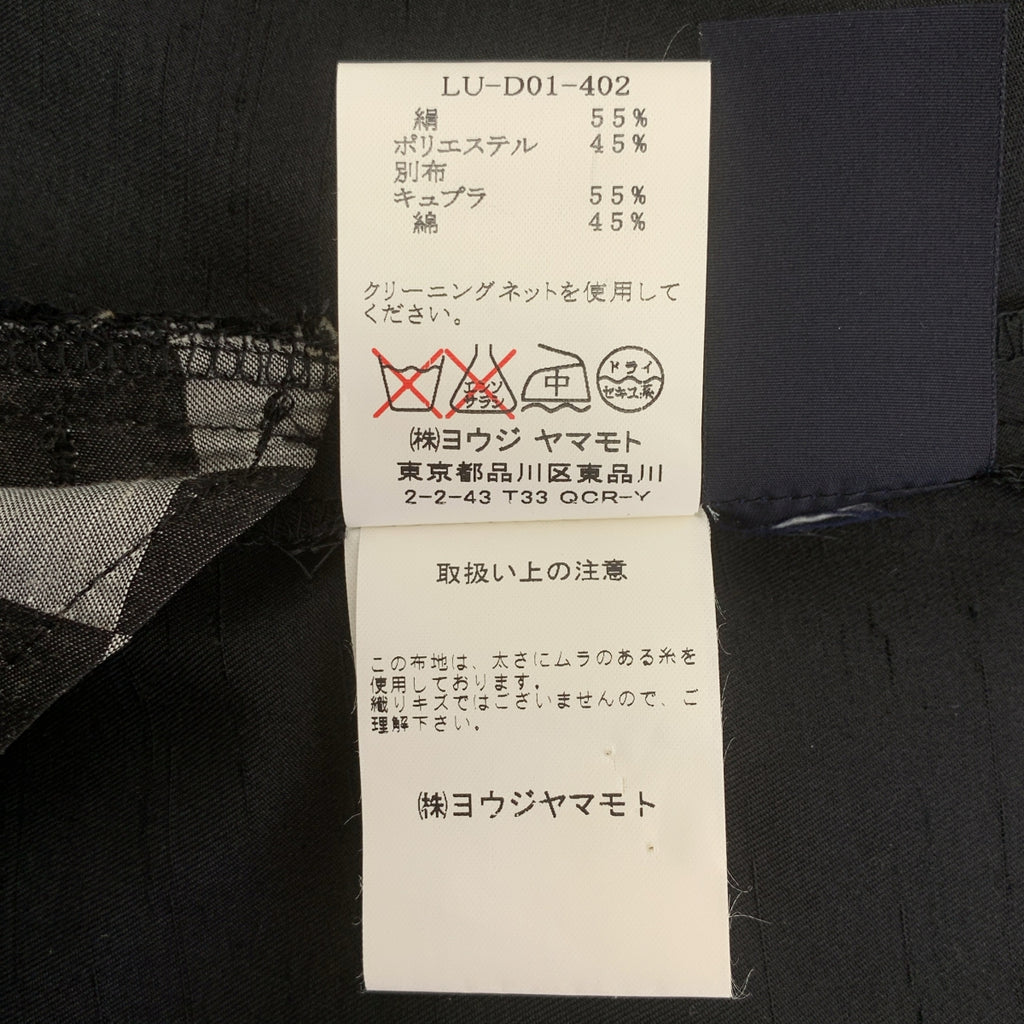 LU-D01-402
絹 55%
ポリエステル 45%
別布
キュプラ 55%
綿 45%
クリーニングネットを使用して
ください。
エンソ
サラシ
中
ドライ
セキユ系
㈱ヨウジ ヤマモト
東京都品川区東品川
2-2-43 T33 QCR-Y
取扱い上の注意
この布地は、太さにムラのある糸を
使用しております。
織りキズではございませんので、ご
理解下さい。
㈱ヨウジヤマモト